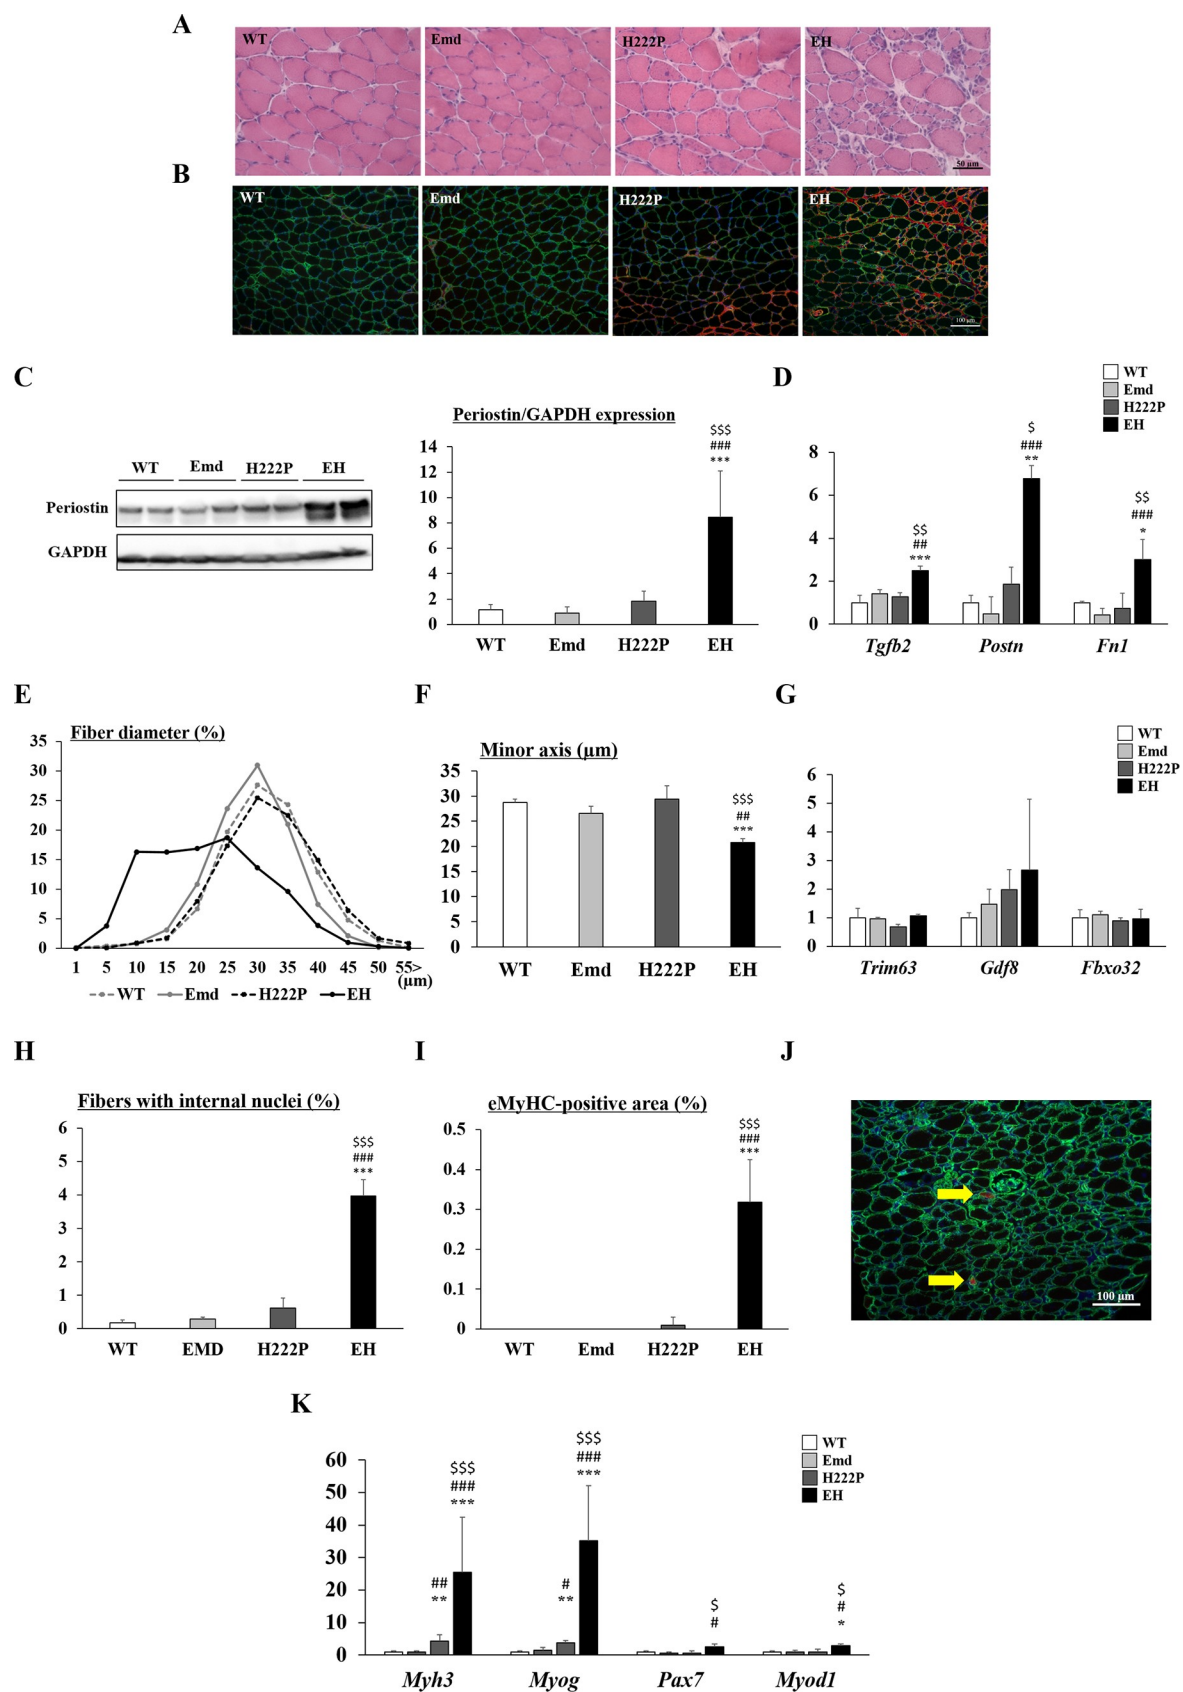 A
WT
Emd
H222P
EH
50 µm
B
WT
Emd
H222P
EH
100 µm
C
WT Emd H222P EH
Periostin
GAPDH
Periostin/GAPDH expression
14
12
10
8
6
4
2
0
$$$
###
***
WT Emd H222P EH
D
WT
Emd
H222P
EH
8
6
4
2
0
$$
##
***
$
###
**
$$
###
*
Tgfb2 Postn Fn1
E
Fiber diameter (%)
35
30
25
20
15
10
5
0
1 5 10 15 20 25 30 35 40 45 50 55>
(µm)
WT Emd H222P EH
F
Minor axis (µm)
35
30
25
20
15
10
5
0
$$$
##
***
WT Emd H222P EH
G
WT
Emd
H222P
EH
6
5
4
3
2
1
0
Trim63 Gdf8 Fbxo32
H
Fibers with internal nuclei (%)
6
5
4
3
2
1
0
$$$
###
***
WT EMD H222P EH
I
eMyHC-positive area (%)
0.5
0.4
0.3
0.2
0.1
0
$$$
###
***
WT Emd H222P EH
J
100 µm
K
WT
Emd
H222P
EH
60
50
40
30
20
10
0
##
**
$$$
###
***
#
**
$$$
###
***
$
#
$
#
*
Myh3 Myog Pax7 Myod1